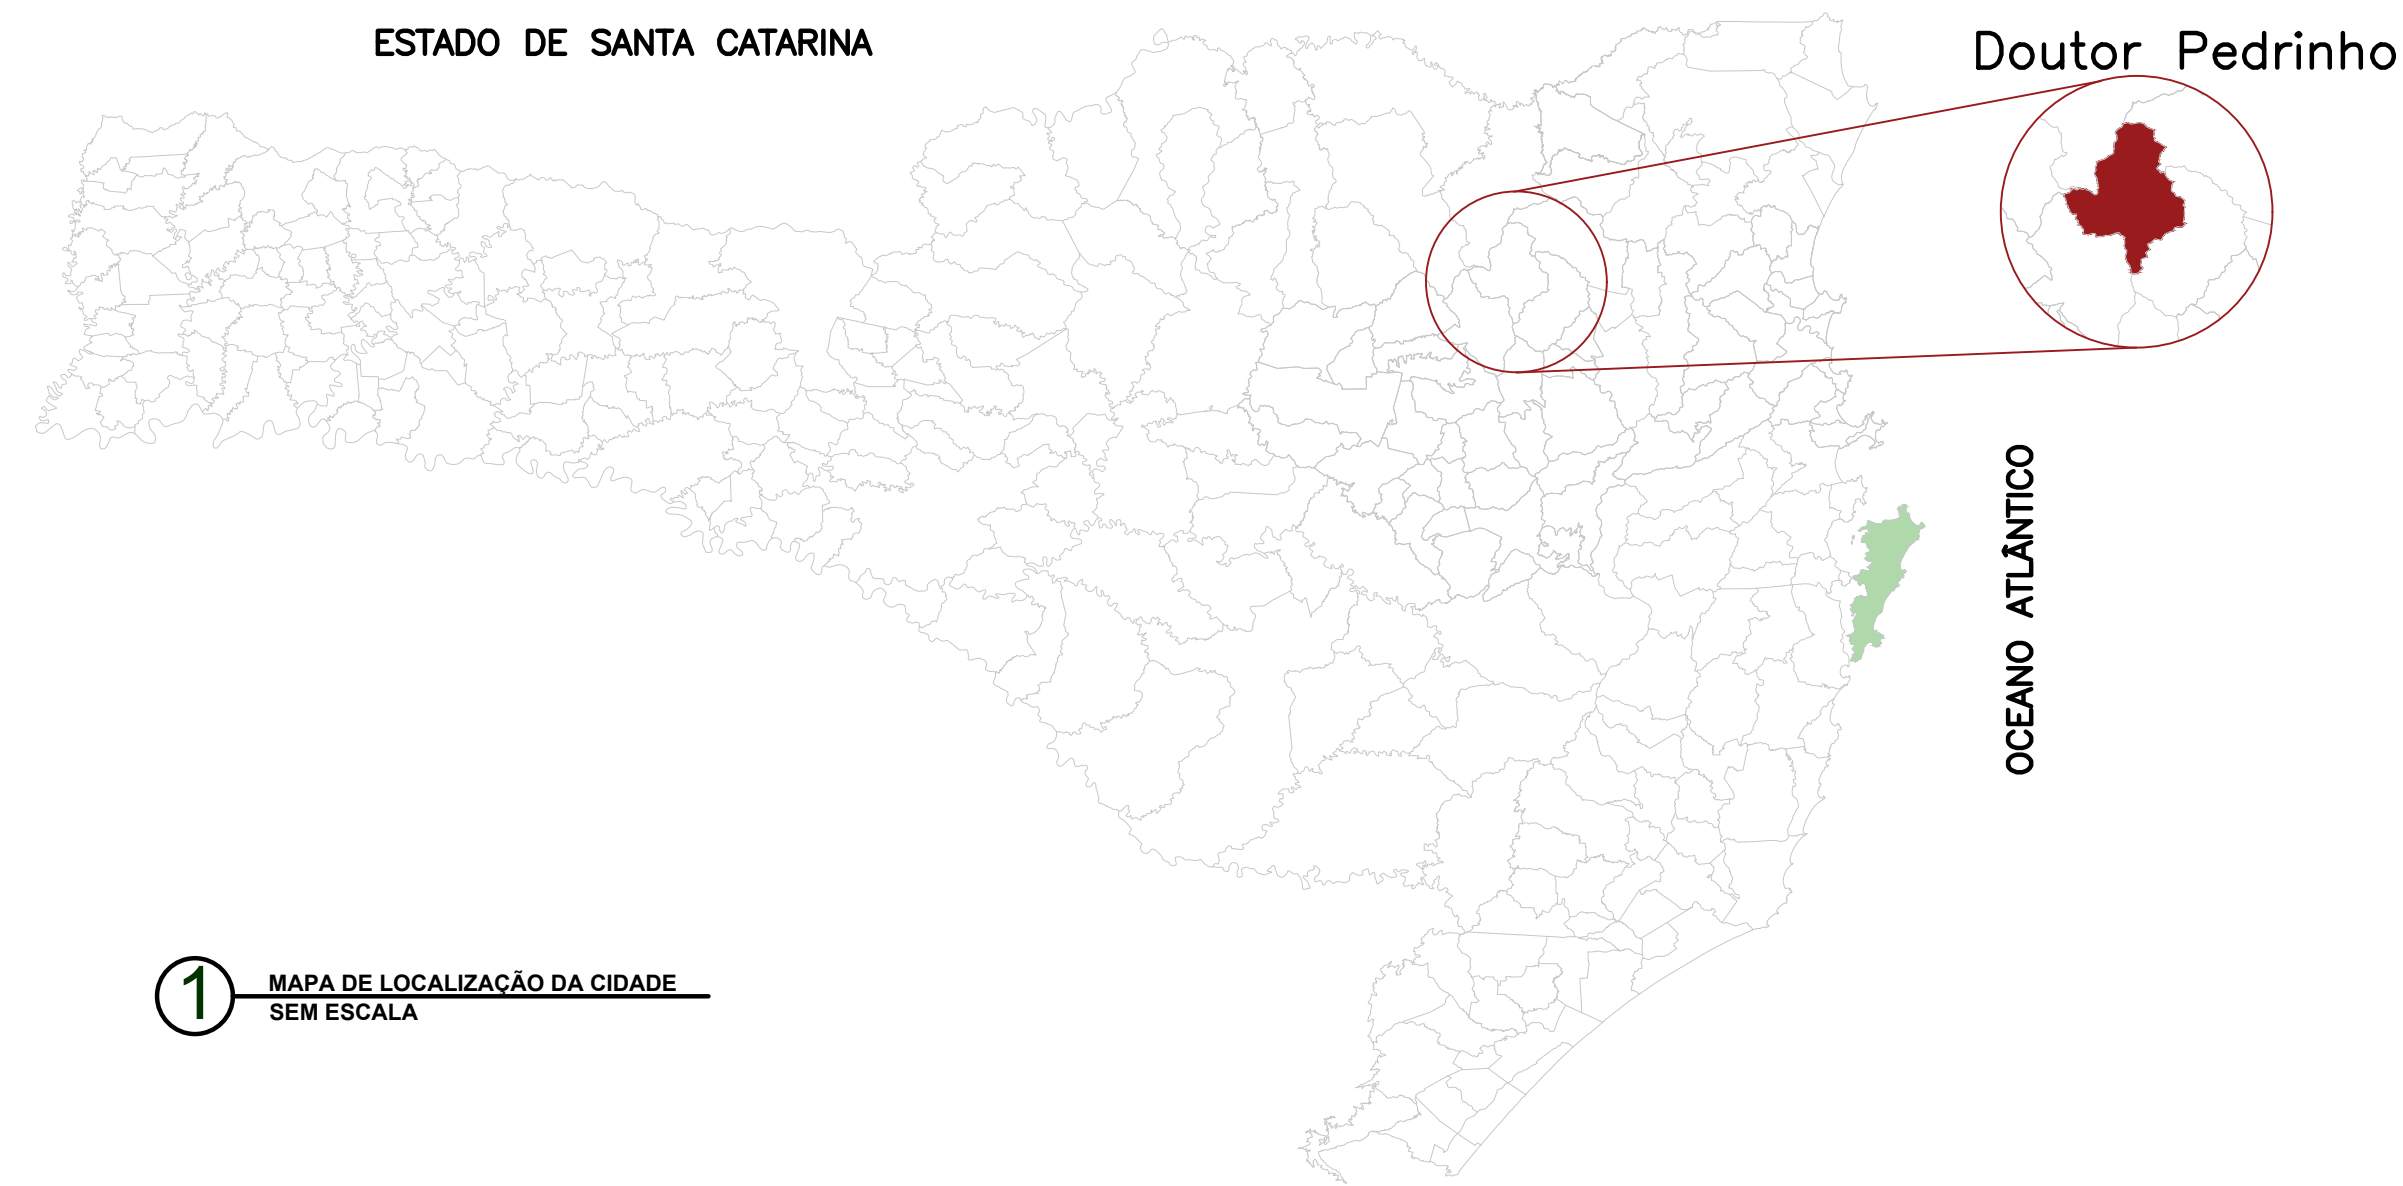 ESTADO DE SANTA CATARINA
Doutor Pedrinho
OCEANO ATLÂNTICO
1
MAPA DE LOCALIZAÇÃO DA CIDADE
SEM ESCALA